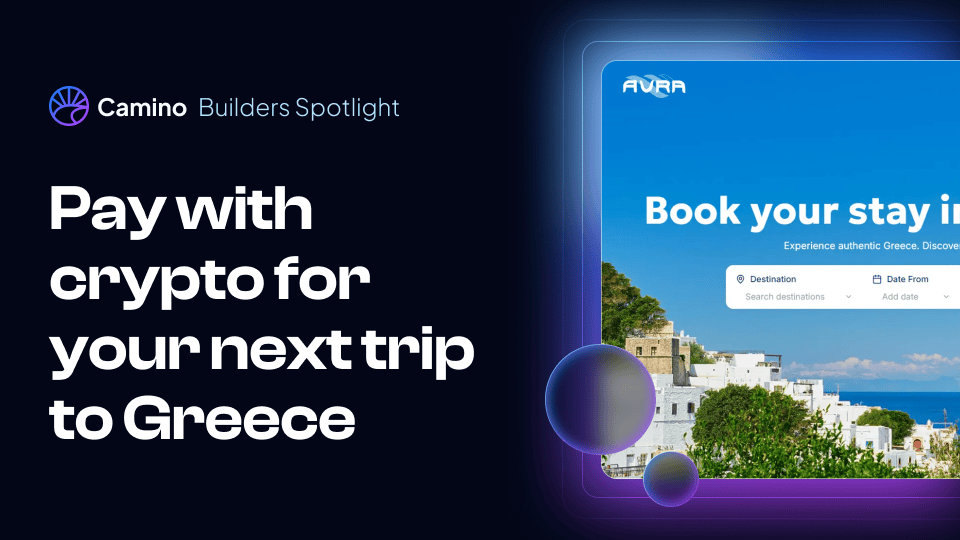 Camino Builders Spotlight
Pay with
crypto for
your next trip
to Greece
AVRA
Book your stay
Experience authentic Greece.
Destination
Date From
Search destinations
Add date